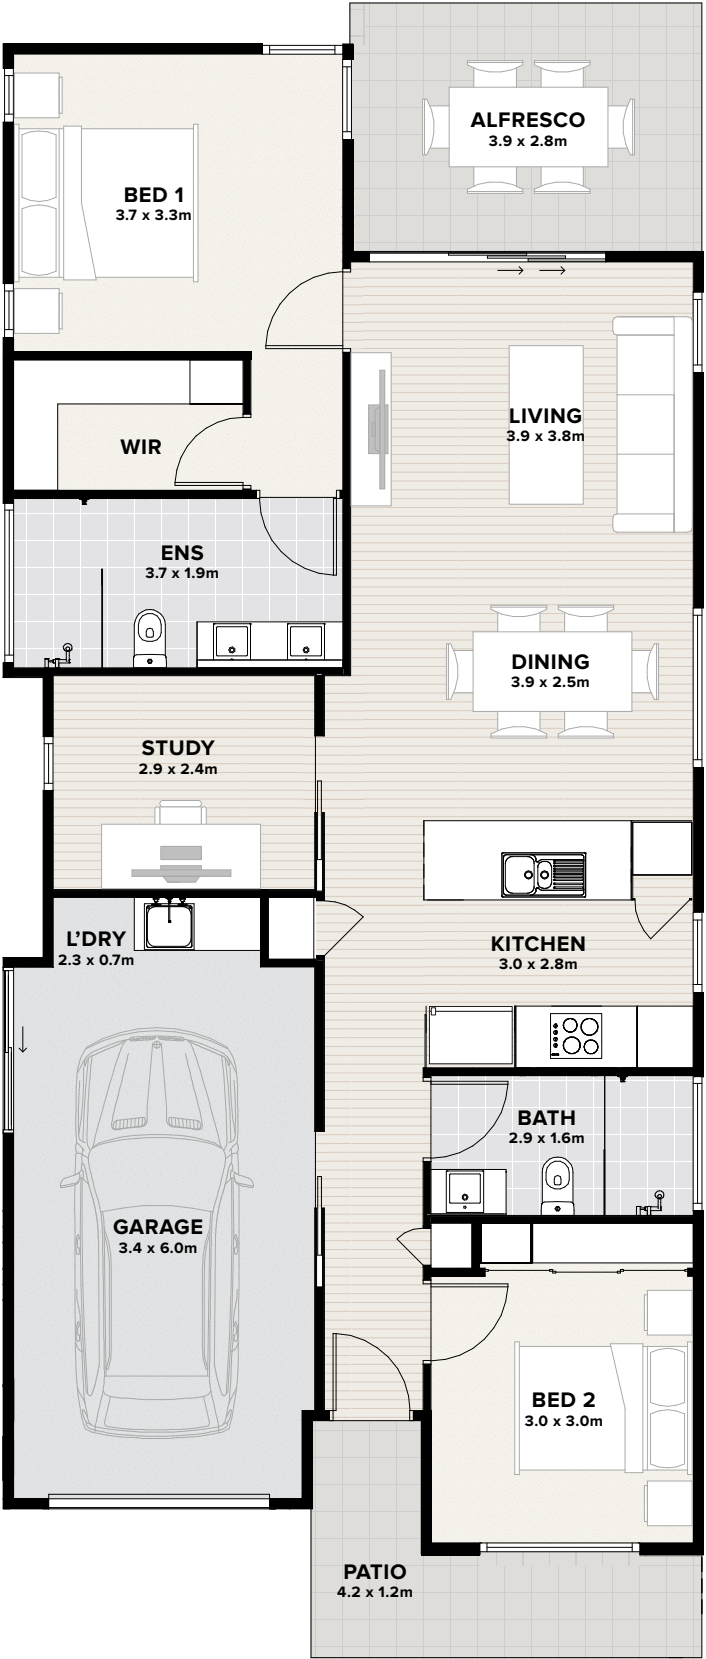 ALFRESCO
3.9 x 2.8m
BED 1
3.7 x 3.3m
LIVING
3.9 x 3.8m
WIR
ENS
3.7 x 1.9m
DINING
3.9 x 2.5m
STUDY
2.9 x 2.4m
L'DRY
2.3 x 0.7m
KITCHEN
3.0 x 2.8m
BATH
2.9 x 1.6m
GARAGE
3.4 x 6.0m
BED 2
3.0 x 3.0m
PATIO
4.2 x 1.2m